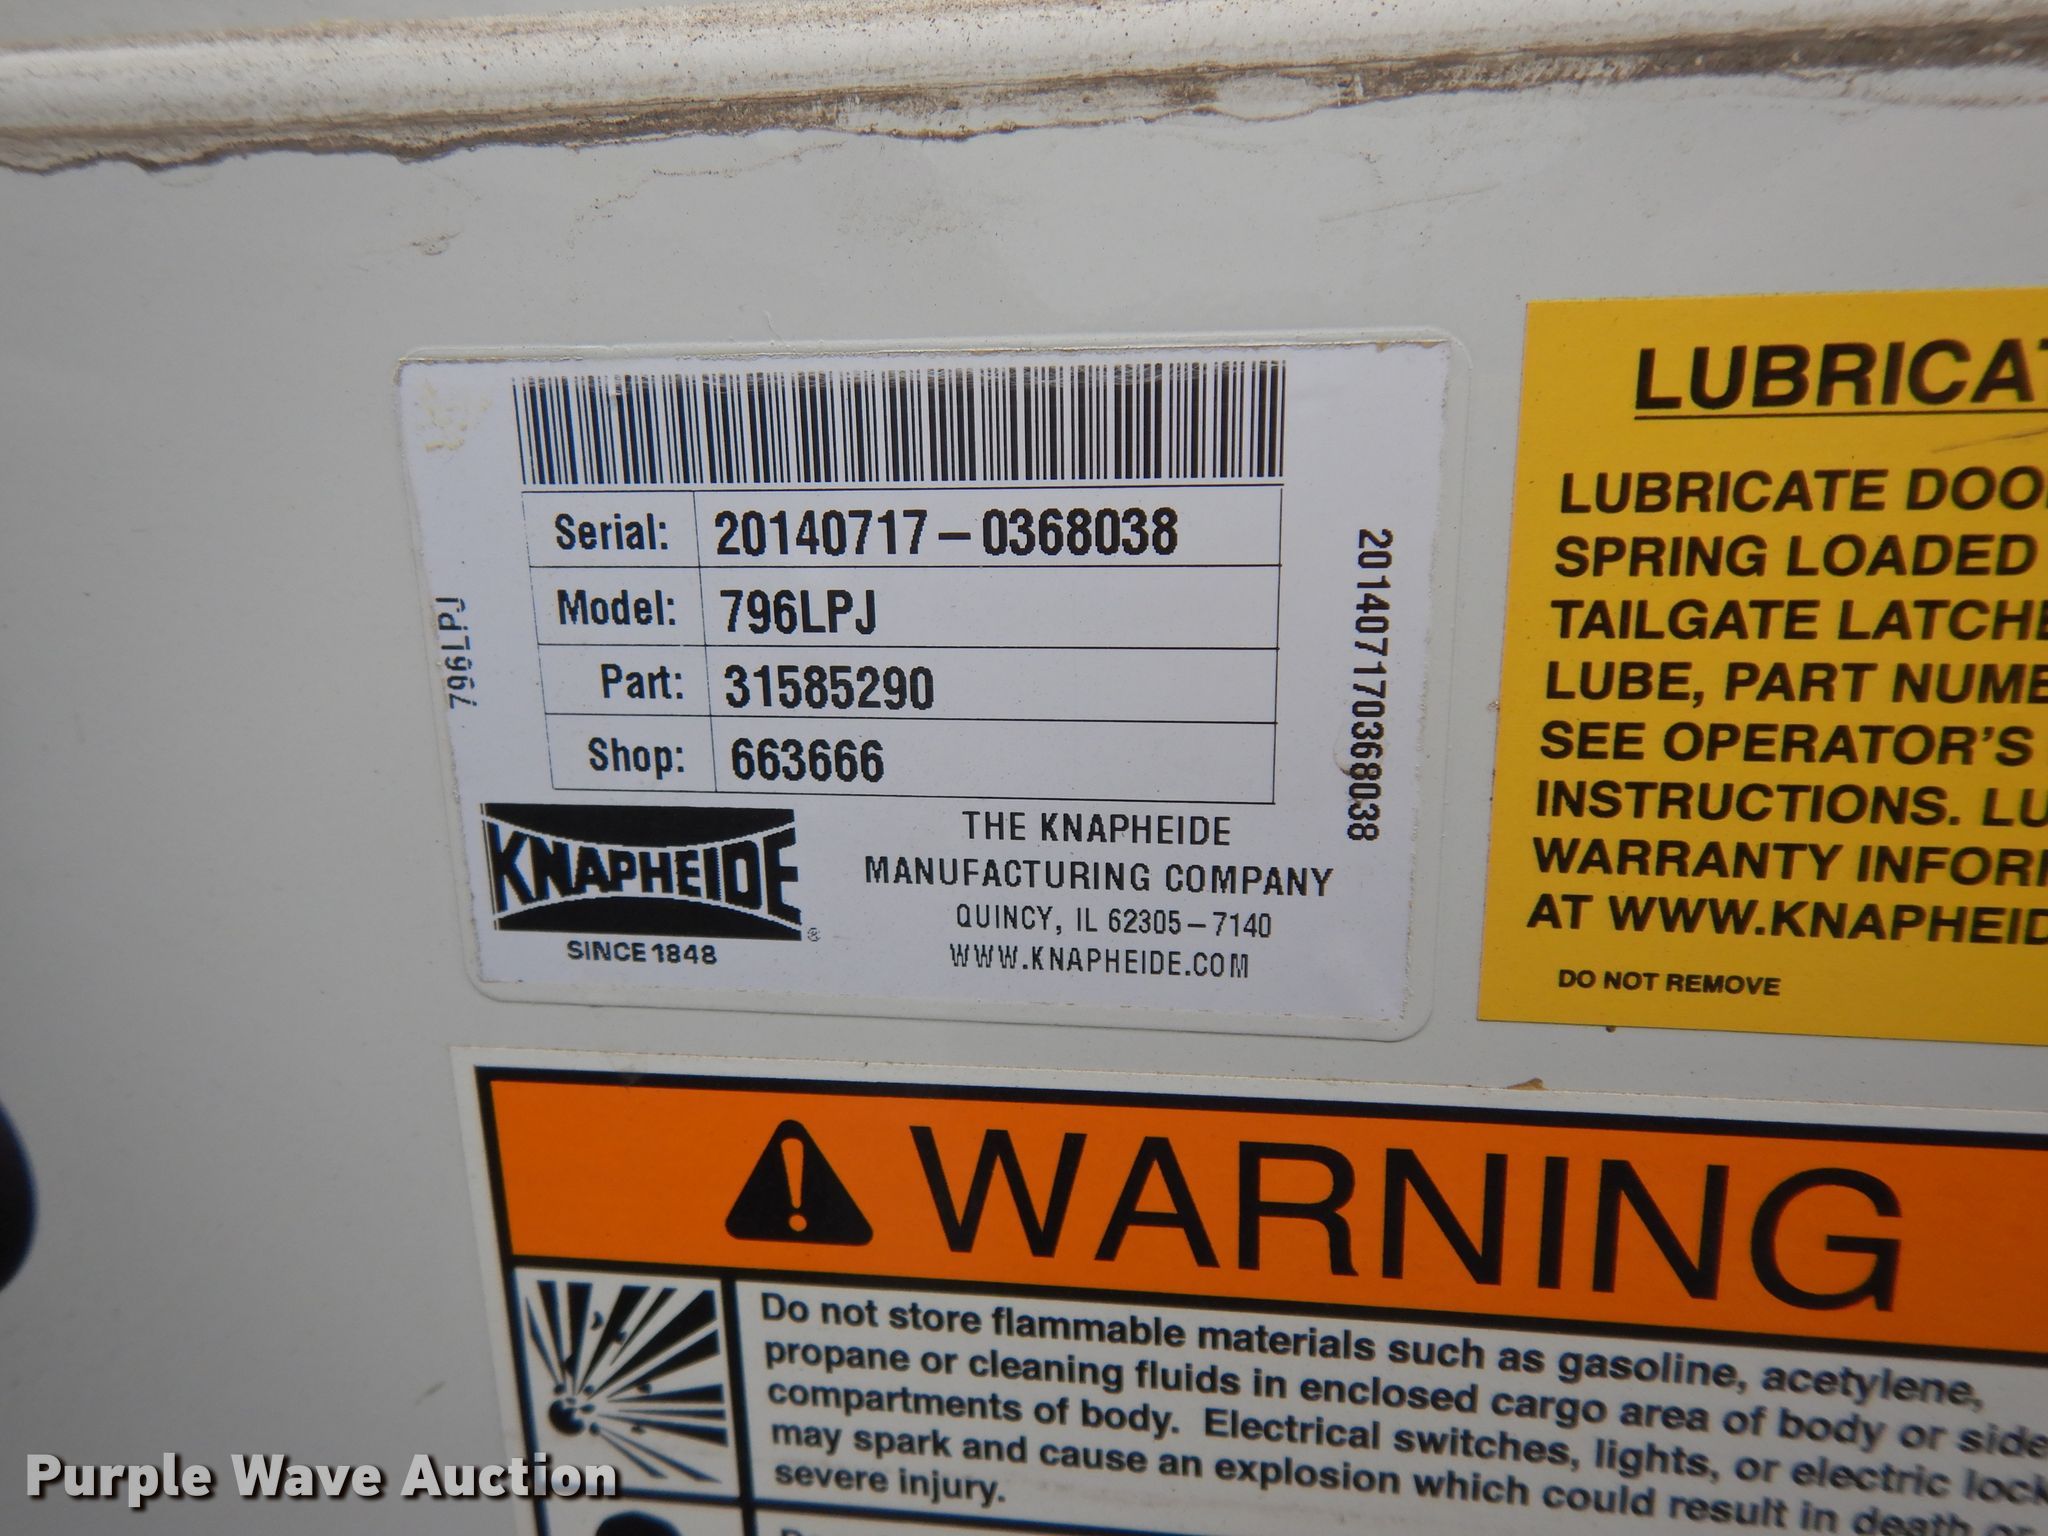 Serial: 20140717-0368038
Model: 796LPJ
Part: 31585290
Shop: 663666
796LPJ
201407170368038
KNAPHEIDE
®
SINCE 1848
THE KNAPHEIDE
MANUFACTURING COMPANY
QUINCY, IL 62305-7140
WWW.KNAPHEIDE.COM
LUBRICAT
LUBRICATE DOO
SPRING LOADED
TAILGATE LATCHE
LUBE, PART NUMB
SEE OPERATOR'S
INSTRUCTIONS. LU
WARRANTY INFOR
AT WWW.KNAPHEID
DO NOT REMOVE
WARNING
Do not store flammable materials such as gasoline, acetylene,
propane or cleaning fluids in enclosed cargo area of body or side
compartments of body. Electrical switches, lights, or electric lock
may spark and cause an explosion which could result in death or
severe injury.
Purple Wave Auction